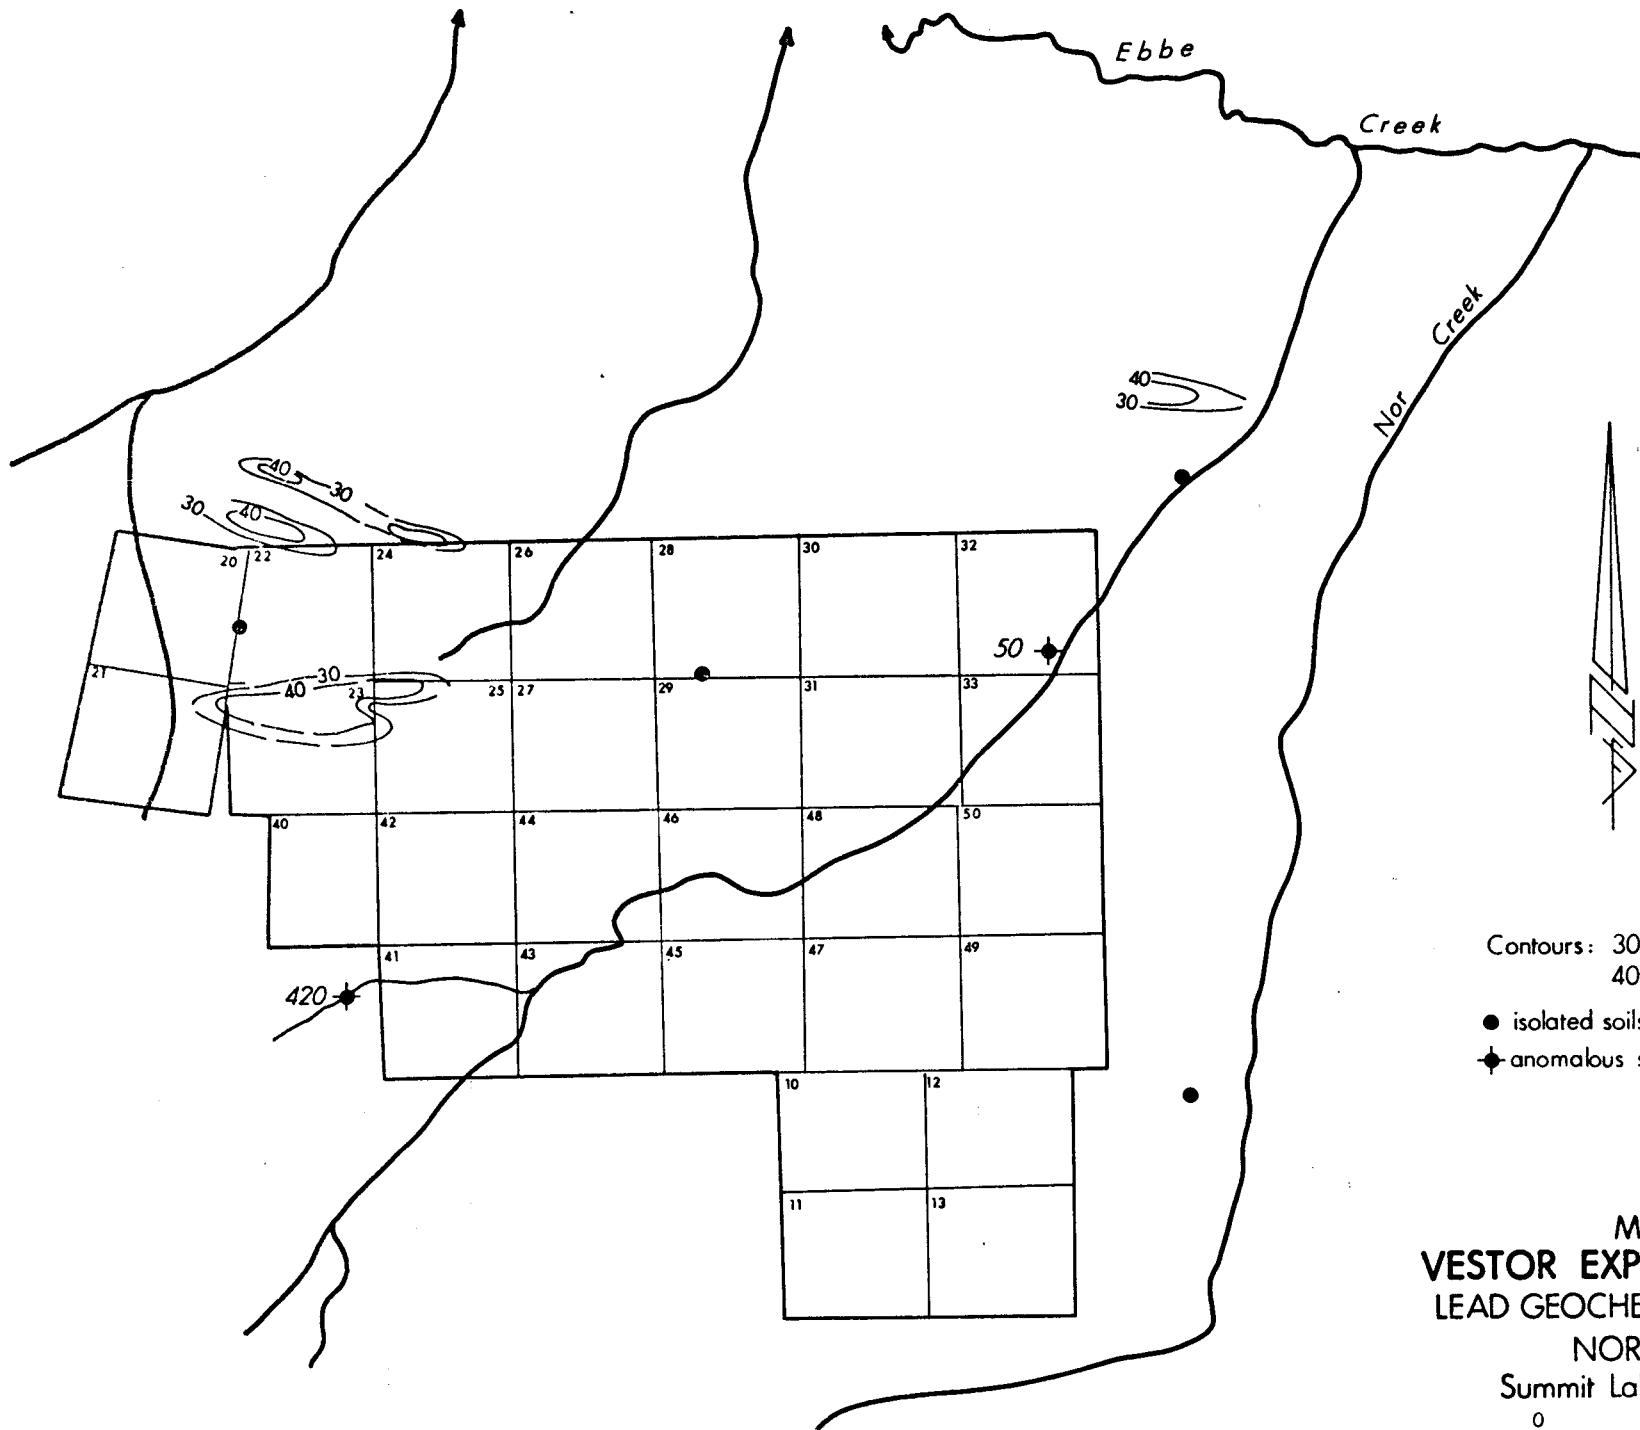 Ebbe
Creek
Creek
Nor
40
30
40
30
30
40
20 22 24 26 28 30 32
50
21
30
40 23 25 27 29 31 33
40 42 44 46 48 50
41 43 45 47 49
420
10 12
11 13
Contours: 30
40
isolated soils
anomalous s
M
VESTOR EXP
LEAD GEOCHE
NOR
Summit La
0